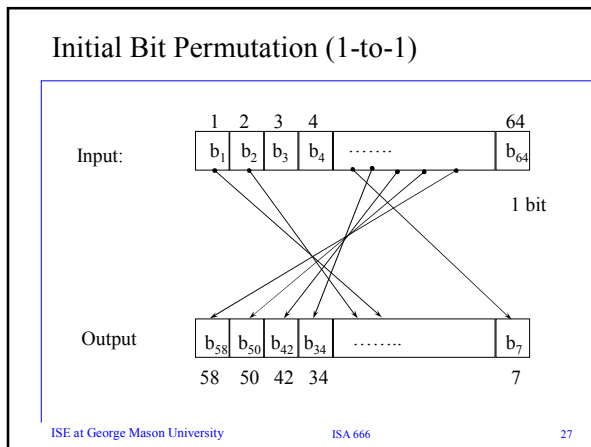 Initial Bit Permutation (1-to-1)
1 2 3 4 64
Input: b1 b2 b3 b4 ....... b64
1 bit
Output b58 b50 b42 b34 ........ b7
58 50 42 34 7
ISE at George Mason University ISA 666 27